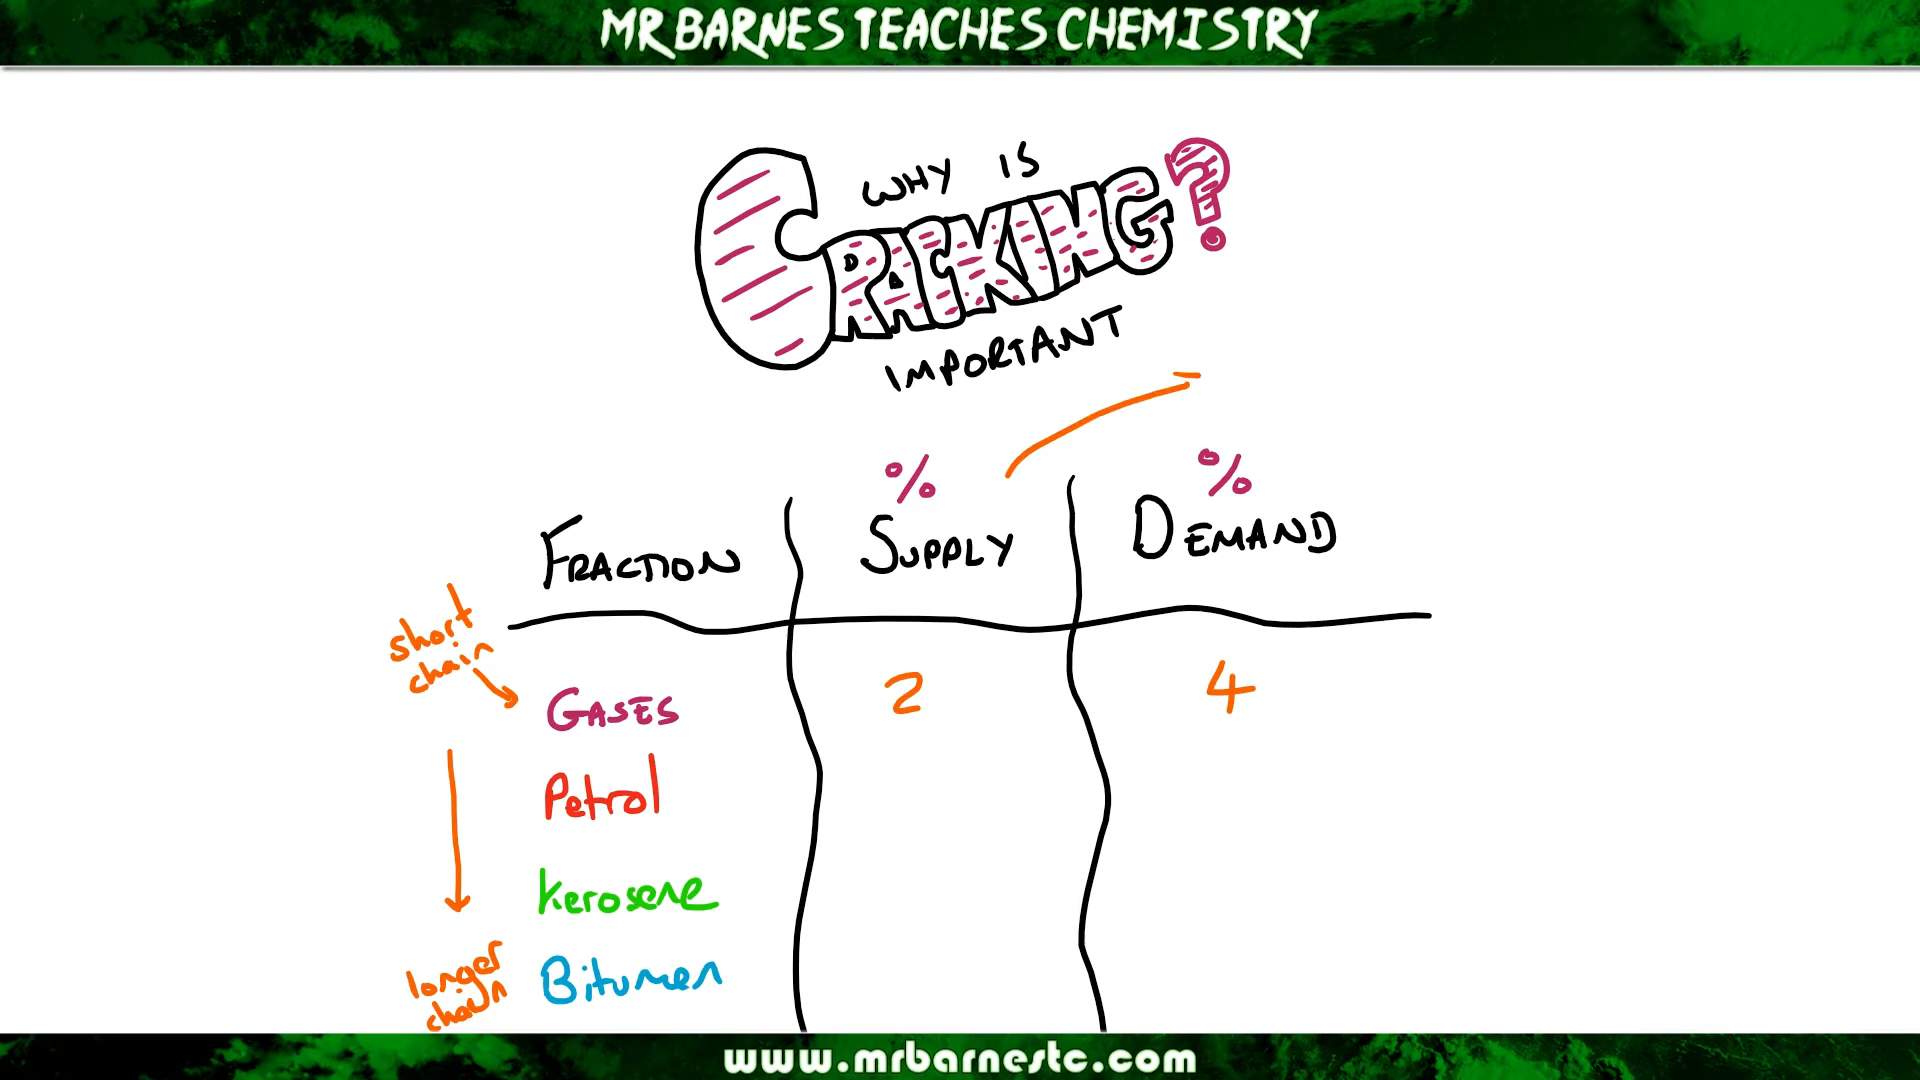 MR BARNES TEACHES CHEMISTRY
WHY IS
CRACKING?
IMPORTANT
% %
FRACTION SUPPLY DEMAND
short
chain
GASES 2 4
Petrol
Kerosene
Bitumen
longer
chain
www.mrbarnestc.com